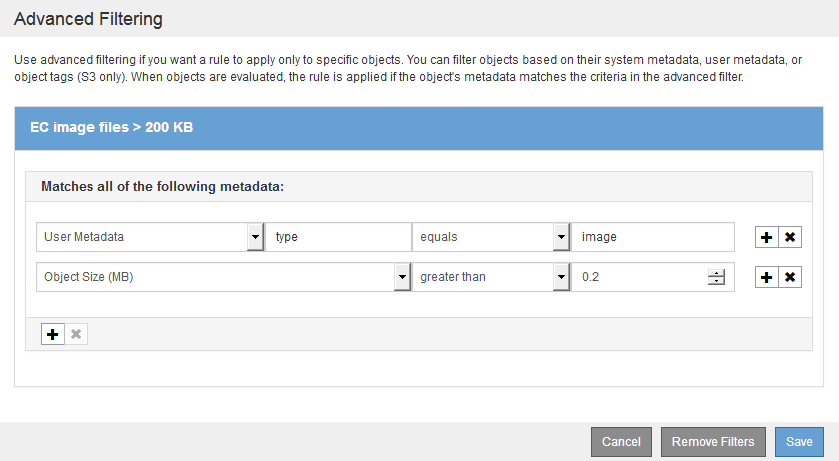 Advanced Filtering
Use advanced filtering if you want a rule to apply only to specific objects. You can filter objects based on their system metadata, user metadata, or
object tags (S3 only). When objects are evaluated, the rule is applied if the object's metadata matches the criteria in the advanced filter.
EC image files > 200 KB
Matches all of the following metadata:
User Metadata type equals image
Object Size (MB) greater than 0.2
Cancel Remove Filters Save